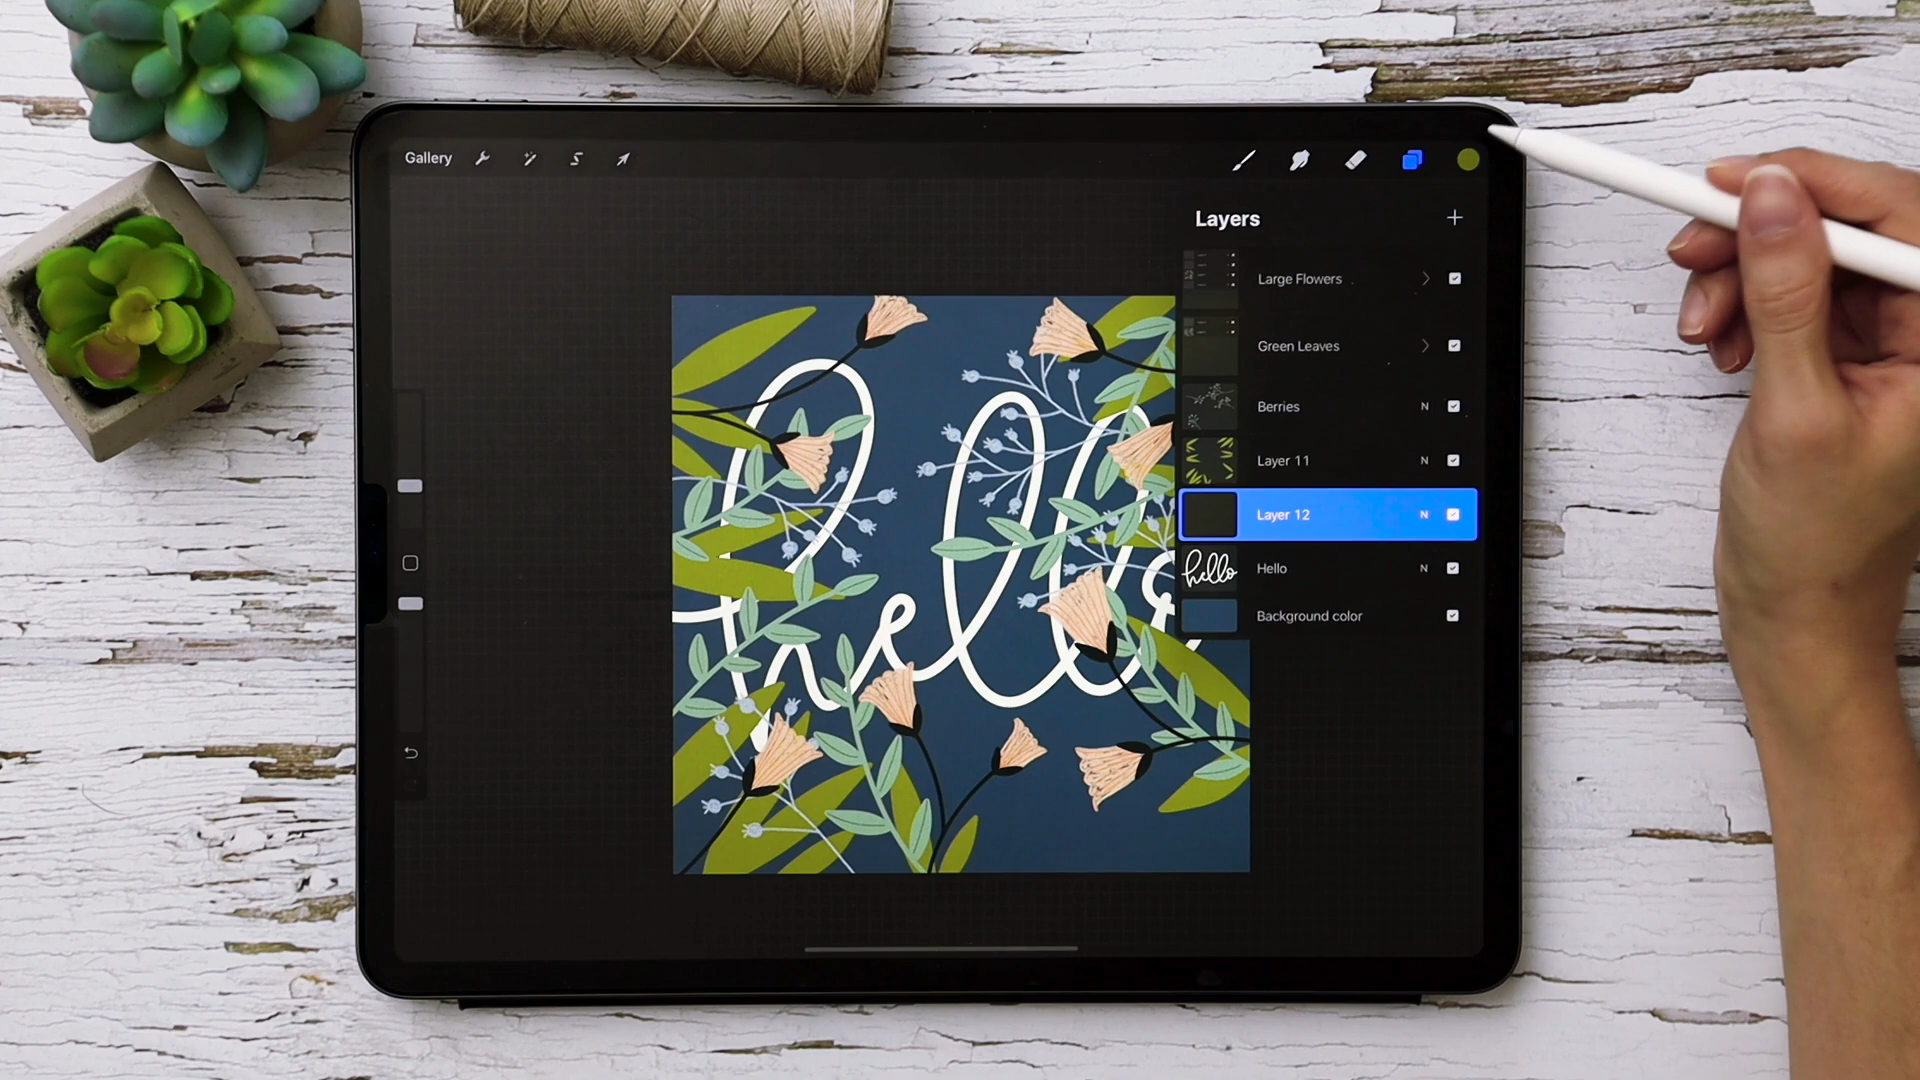 Gallery
Layers
Large Flowers
Green Leaves
Berries N
Layer 11 N
Layer 12 N
hello Hello N
Background color
hello